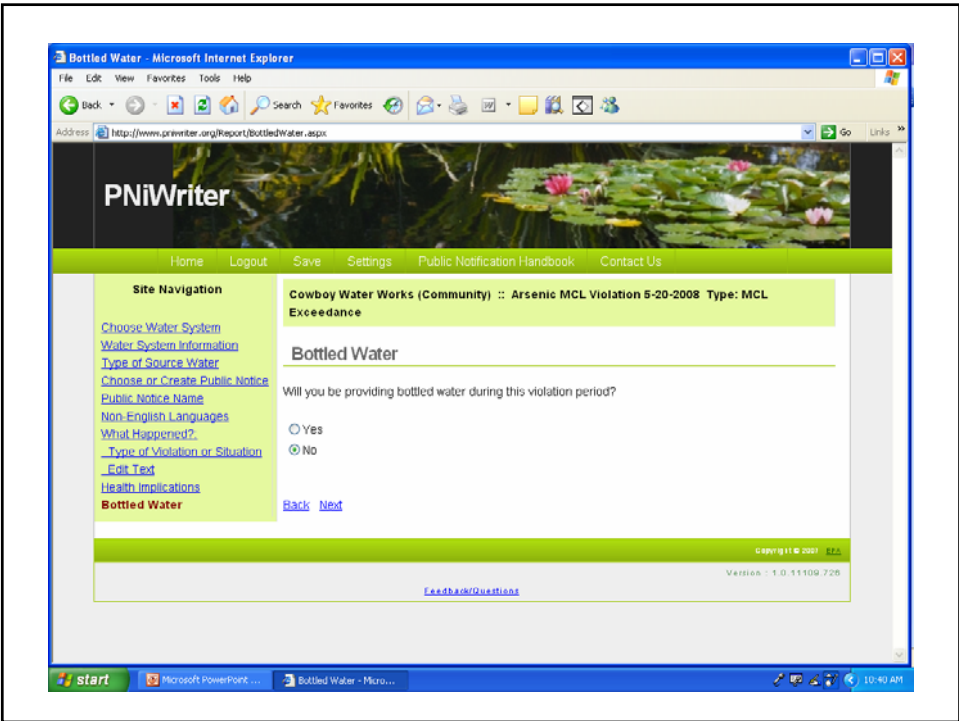 Bottled Water - Microsoft Internet Explorer
File Edit View Favorites Tools Help
Back Search Favorites
Address http://www.pniwriter.org/Report/BottledWater.aspx Go Links »
PNiWriter
Home Logout Save Settings Public Notification Handbook Contact Us
Site Navigation
Choose Water System
Water System Information
Type of Source Water
Choose or Create Public Notice
Public Notice Name
Non-English Languages
What Happened?:
_Type of Violation or Situation
_Edit Text
Health Implications
Bottled Water
Cowboy Water Works (Community) :: Arsenic MCL Violation 5-20-2008 Type: MCL
Exceedance
Bottled Water
Will you be providing bottled water during this violation period?
Yes
No
Back Next
Copyright © 2007 EPA
Version : 1.0.11109.726
Feedback/Questions
start Microsoft PowerPoint ... Bottled Water - Micro... 10:40 AM